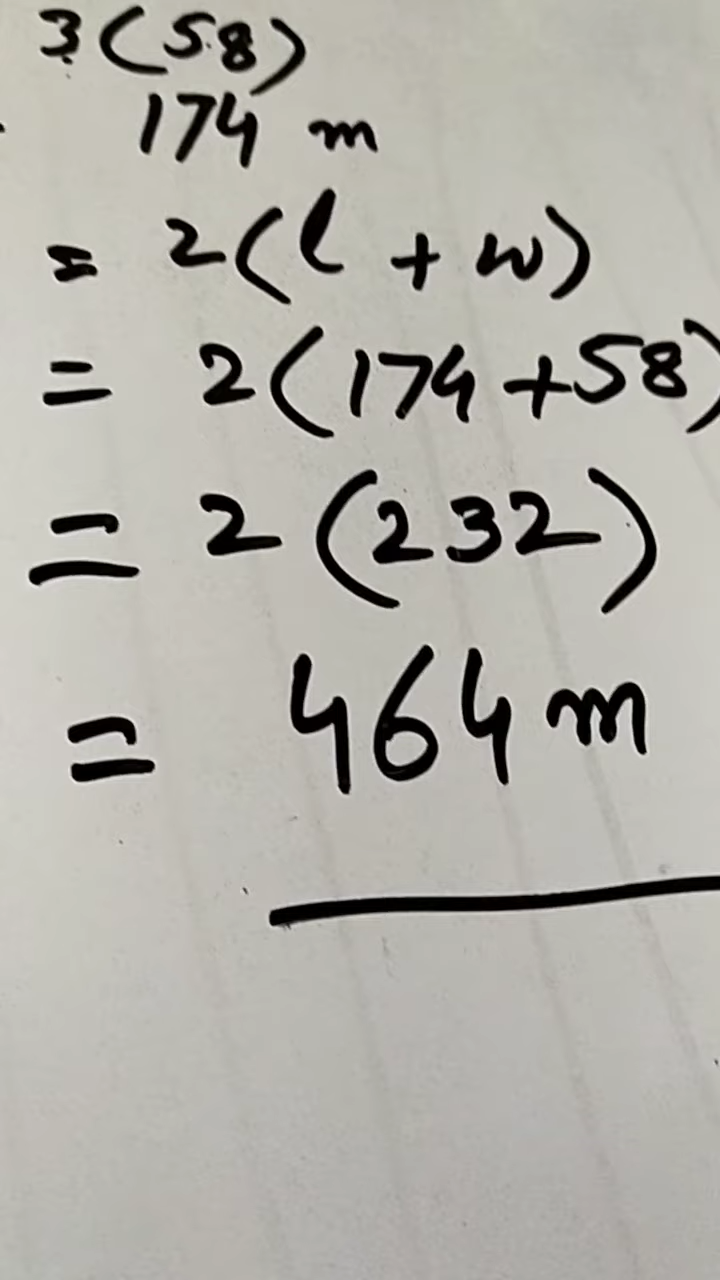 3(58)
174 m
= 2(l + w)
= 2(174+58)
= 2(232)
= 464 m